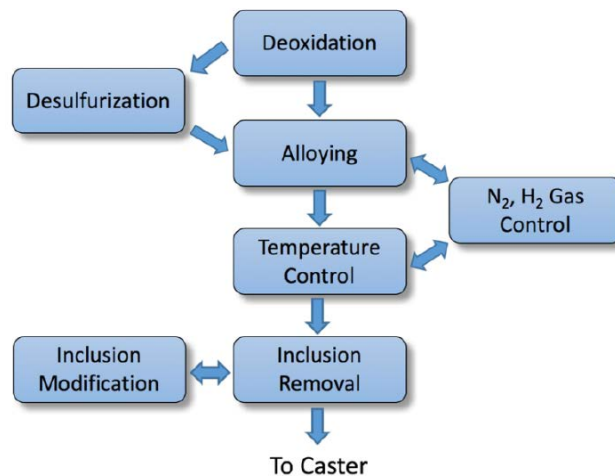 Deoxidation
Desulfurization
Alloying
N₂, H₂ Gas
Control
Temperature
Control
Inclusion
Modification
Inclusion
Removal
To Caster